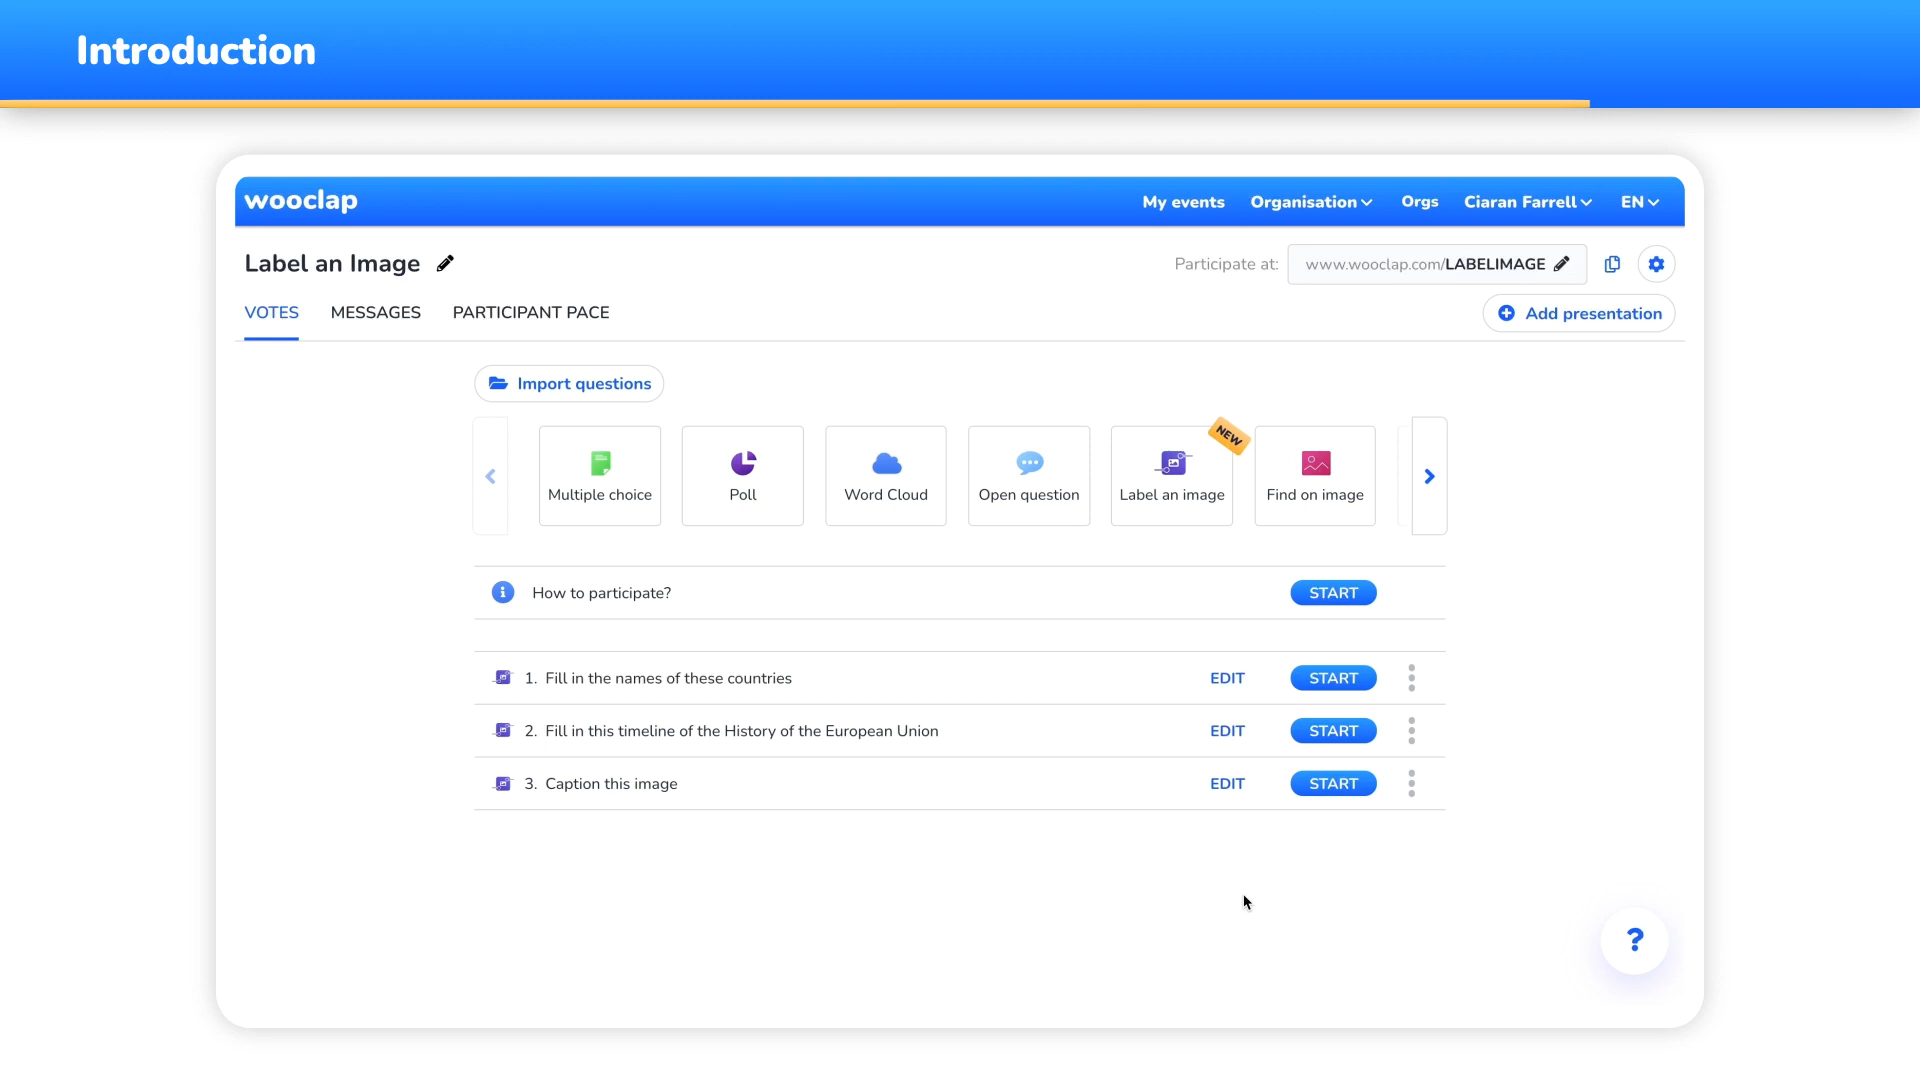 Introduction
wooclap
My events Organisation Orgs Ciaran Farrell EN
Label an Image
Participate at: www.wooclap.com/LABELIMAGE
VOTES MESSAGES PARTICIPANT PACE
Add presentation
Import questions
NEW
Multiple choice Poll Word Cloud Open question Label an image Find on image
How to participate? START
1. Fill in the names of these countries EDIT START
2. Fill in this timeline of the History of the European Union EDIT START
3. Caption this image EDIT START
?